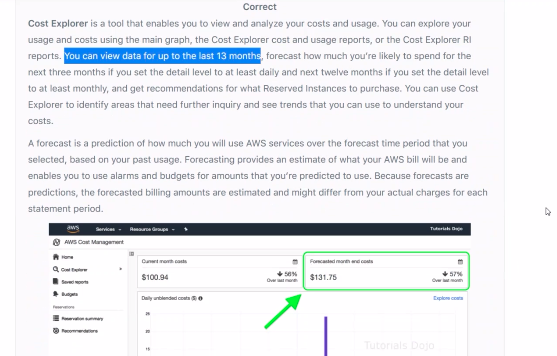 Correct
Cost Explorer is a tool that enables you to view and analyze your costs and usage. You can explore your
usage and costs using the main graph, the Cost Explorer cost and usage reports, or the Cost Explorer RI
reports. You can view data for up to the last 13 months, forecast how much you're likely to spend for the
next three months if you set the detail level to at least daily and next twelve months if you set the detail level
to at least monthly, and get recommendations for what Reserved Instances to purchase. You can use Cost
Explorer to identify areas that need further inquiry and see trends that you can use to understand your
costs.
A forecast is a prediction of how much you will use AWS services over the forecast time period that you
selected, based on your past usage. Forecasting provides an estimate of what your AWS bill will be and
enables you to use alarms and budgets for amounts that you're predicted to use. Because forecasts are
predictions, the forecasted billing amounts are estimated and might differ from your actual charges for each
statement period.
aws Services Resource Groups Tutorials Dojo
AWS Cost Management
Home
Cost Explorer
Saved reports
Budgets
Reservations
Reservation summary
Recommendations
Current month costs
$100.94
56%
Over last month
Forecasted month end costs
$131.75
57%
Over last month
Daily unblended costs ($)
Explore costs
25
20
15
Tutorials Dojo